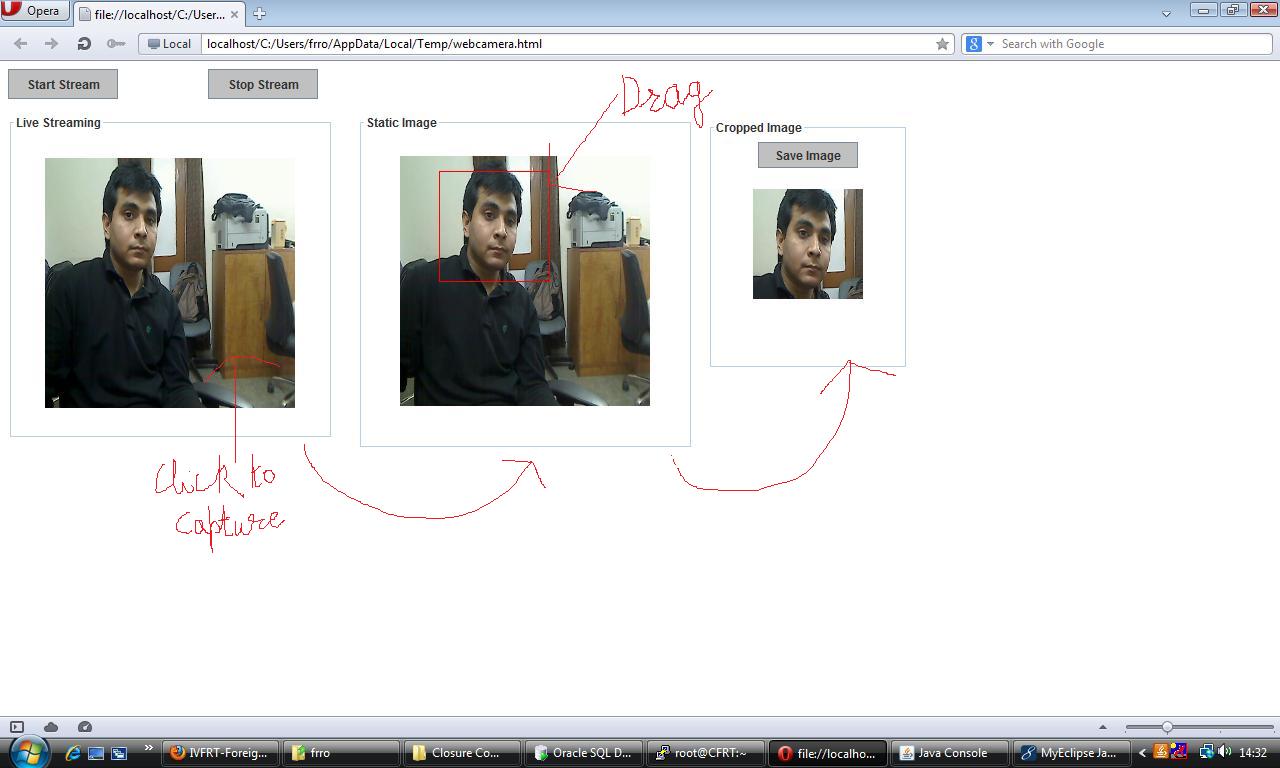 Opera
file://localhost/C:/User...
Local
localhost/C:/Users/frro/AppData/Local/Temp/webcamera.html
Search with Google
Start Stream
Stop Stream
Drag
Live Streaming
Static Image
Cropped Image
Save Image
Click to
capture
IVFRT-Foreig...
frro
Closure Co...
Oracle SQL D...
root@CFRT:~
file://localho...
Java Console
MyEclipse Ja...
14:32